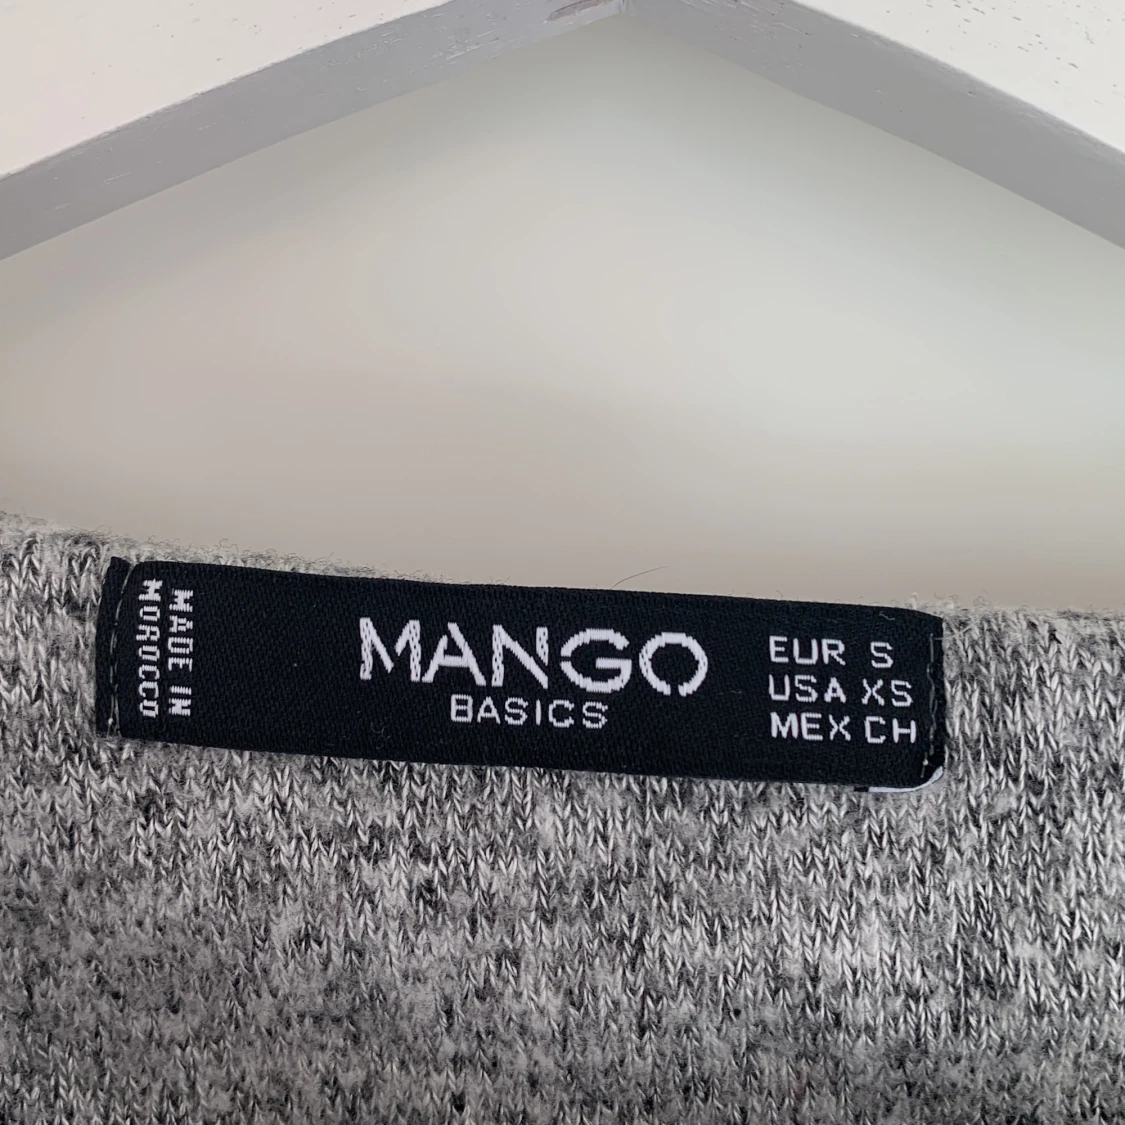 MADE IN
MOROCCO
MANGO
BASICS
EUR S
USA XS
MEX CH